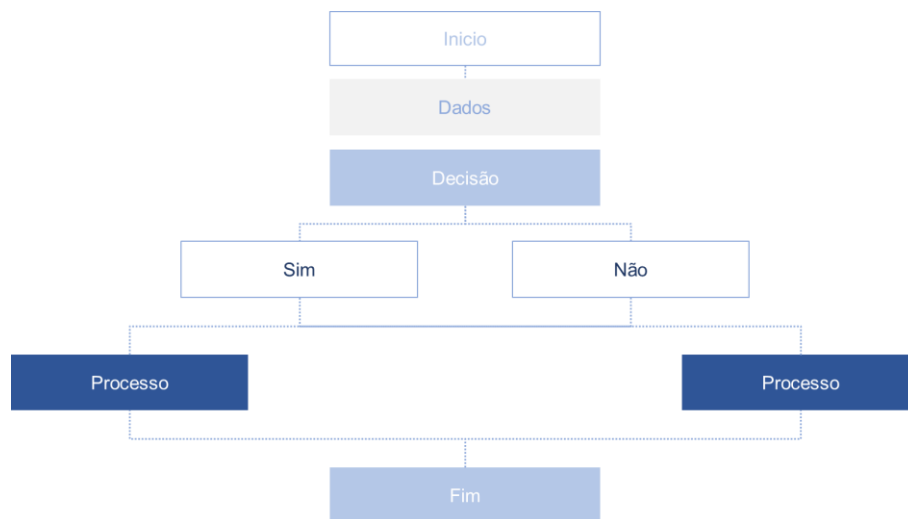 Inicio
Dados
Decisão
Sim
Não
Processo
Processo
Fim